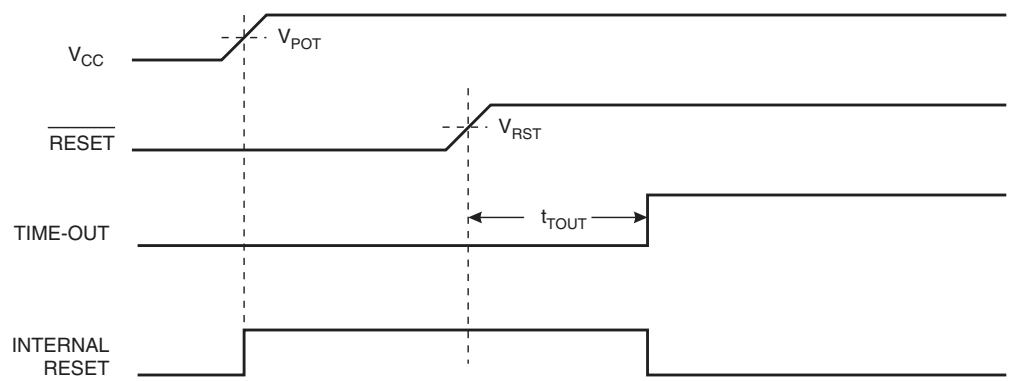 VCC
VPOT
RESET
VRST
TIME-OUT
tTOUT
INTERNAL
RESET